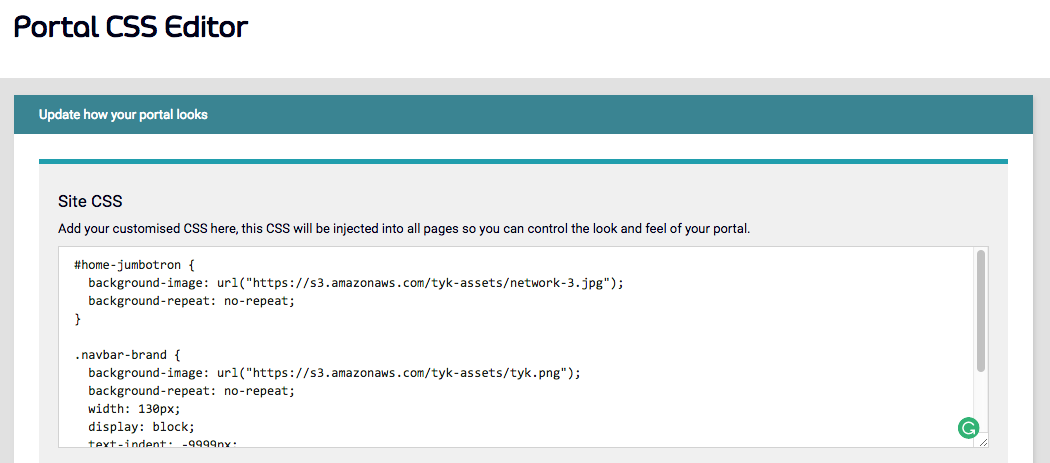 Portal CSS Editor
Update how your portal looks
Site CSS
Add your customised CSS here, this CSS will be injected into all pages so you can control the look and feel of your portal.
#home-jumbotron {
  background-image: url("https://s3.amazonaws.com/tyk-assets/network-3.jpg");
  background-repeat: no-repeat;
}

.navbar-brand {
  background-image: url("https://s3.amazonaws.com/tyk-assets/tyk.png");
  background-repeat: no-repeat;
  width: 130px;
  display: block;
  text-indent: -9999px;